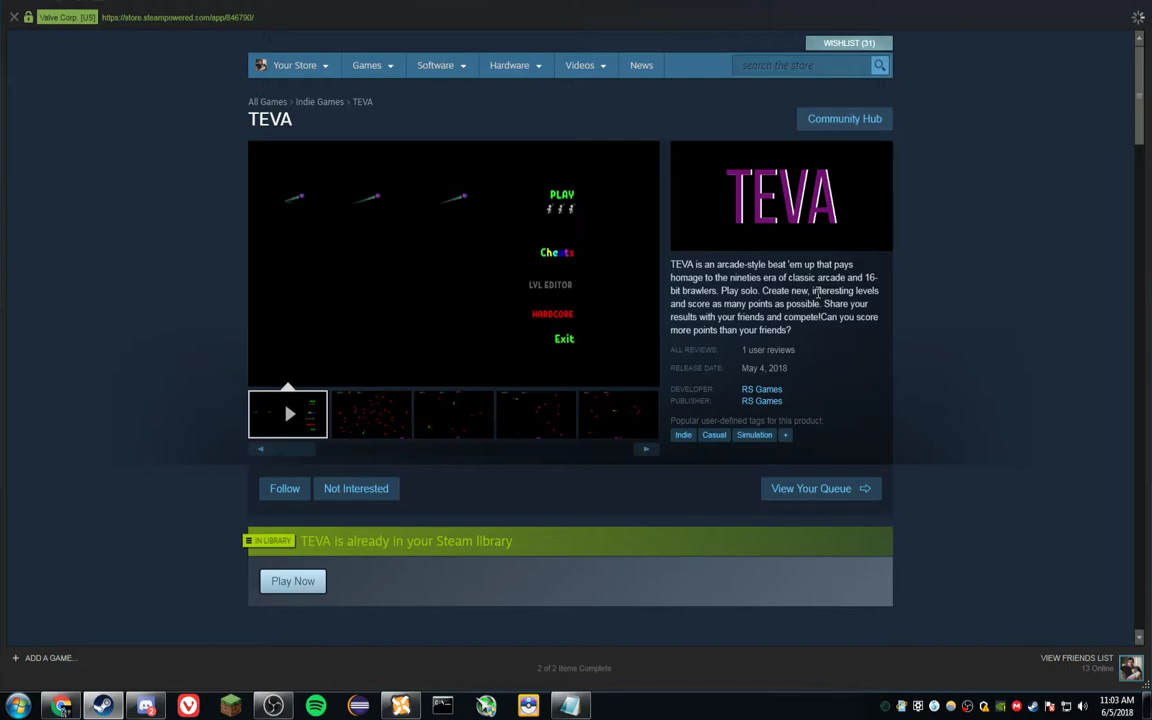 Valve Corp. [US] https://store.steampowered.com/app/846790/
WISHLIST (31)
Your Store Games Software Hardware Videos News search the store
All Games > Indie Games > TEVA
TEVA
Community Hub
PLAY
Cheats
LVL EDITOR
HARDCORE
Exit
TEVA
TEVA is an arcade-style beat 'em up that pays
homage to the nineties era of classic arcade and 16-
bit brawlers. Play solo. Create new, interesting levels
and score as many points as possible. Share your
results with your friends and compete!Can you score
more points than your friends?
ALL REVIEWS: 1 user reviews
RELEASE DATE: May 4, 2018
DEVELOPER: RS Games
PUBLISHER: RS Games
Popular user-defined tags for this product:
Indie Casual Simulation +
Follow Not Interested View Your Queue
IN LIBRARY TEVA is already in your Steam library
Play Now
+ ADD A GAME...
2 of 2 Items Complete
VIEW FRIENDS LIST
13 Online
11:03 AM
6/5/2018